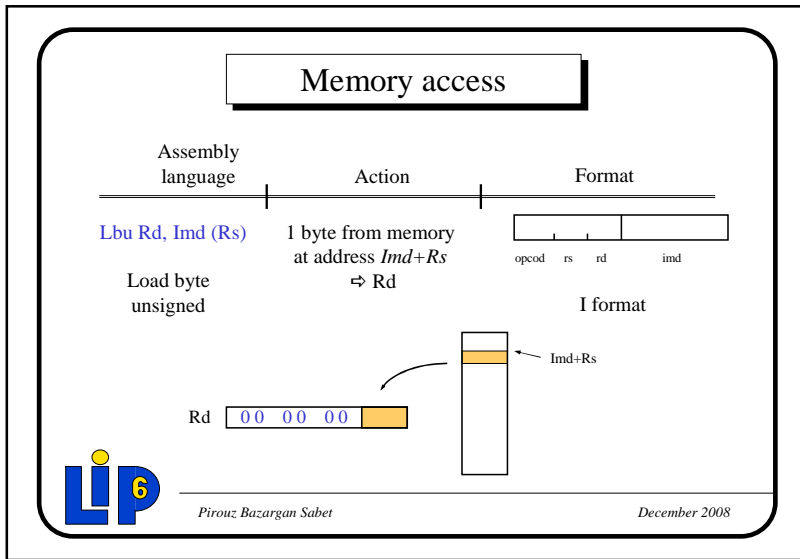 Memory access
Assembly
language
Action
Format
Lbu Rd, Imd (Rs)
1 byte from memory
at address Imd+Rs
⇨ Rd
opcod rs rd imd
Load byte
unsigned
I format
Imd+Rs
Rd
00 00 00
LIP6
Pirouz Bazargan Sabet
December 2008